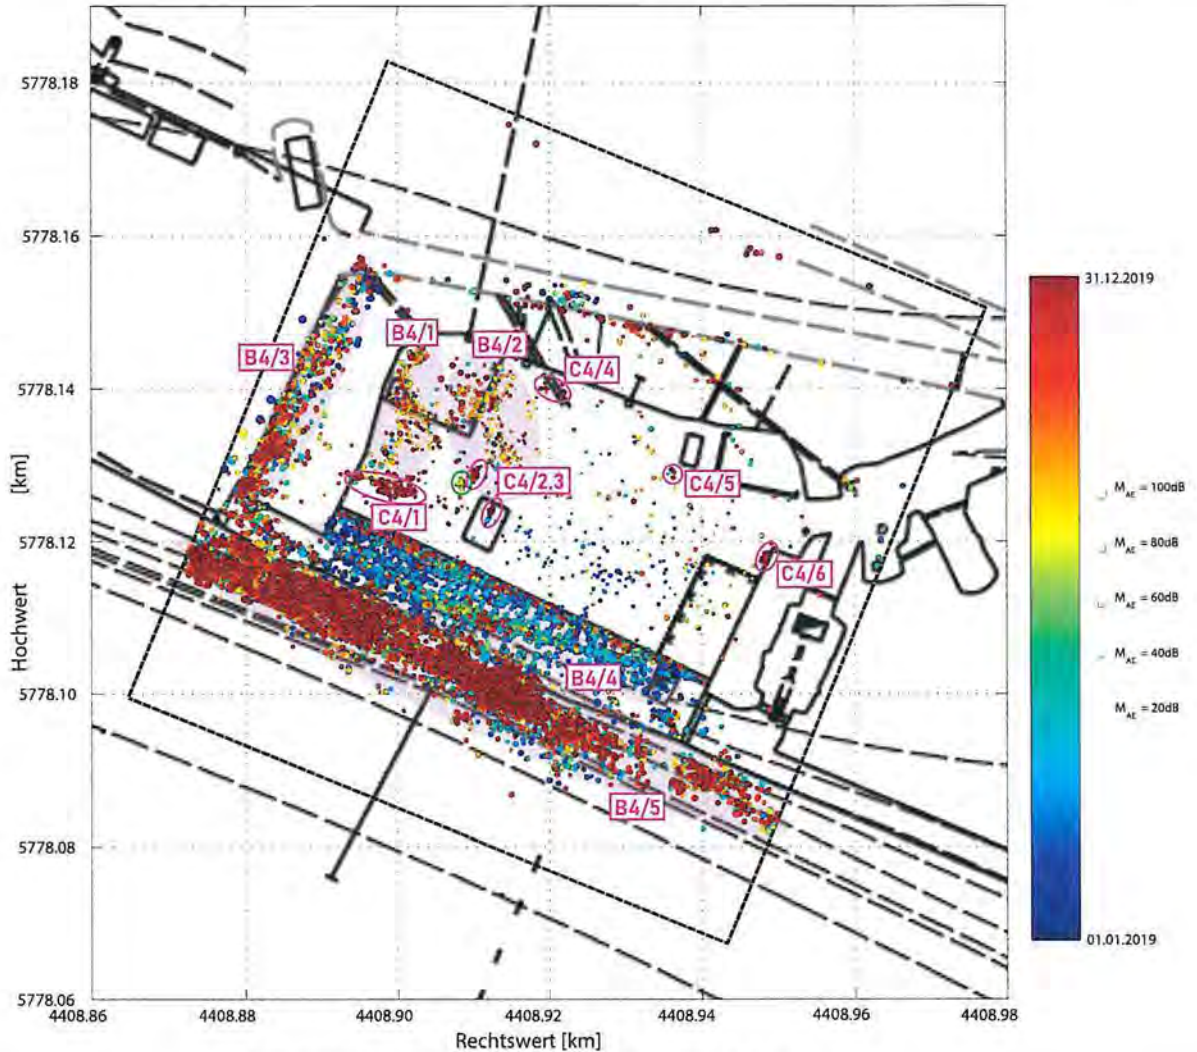 5778.18
5778.16
5778.14
5778.12
5778.10
5778.08
5778.06
Hochwert [km]
4408.86 4408.88 4408.90 4408.92 4408.94 4408.96 4408.98
Rechtswert [km]
B4/1
B4/2
B4/3
C4/4
C4/2,3
C4/5
C4/1
C4/6
B4/4
B4/5
31.12.2019
M_AE = 100dB
M_AE = 80dB
M_AE = 60dB
M_AE = 40dB
M_AE = 20dB
01.01.2019